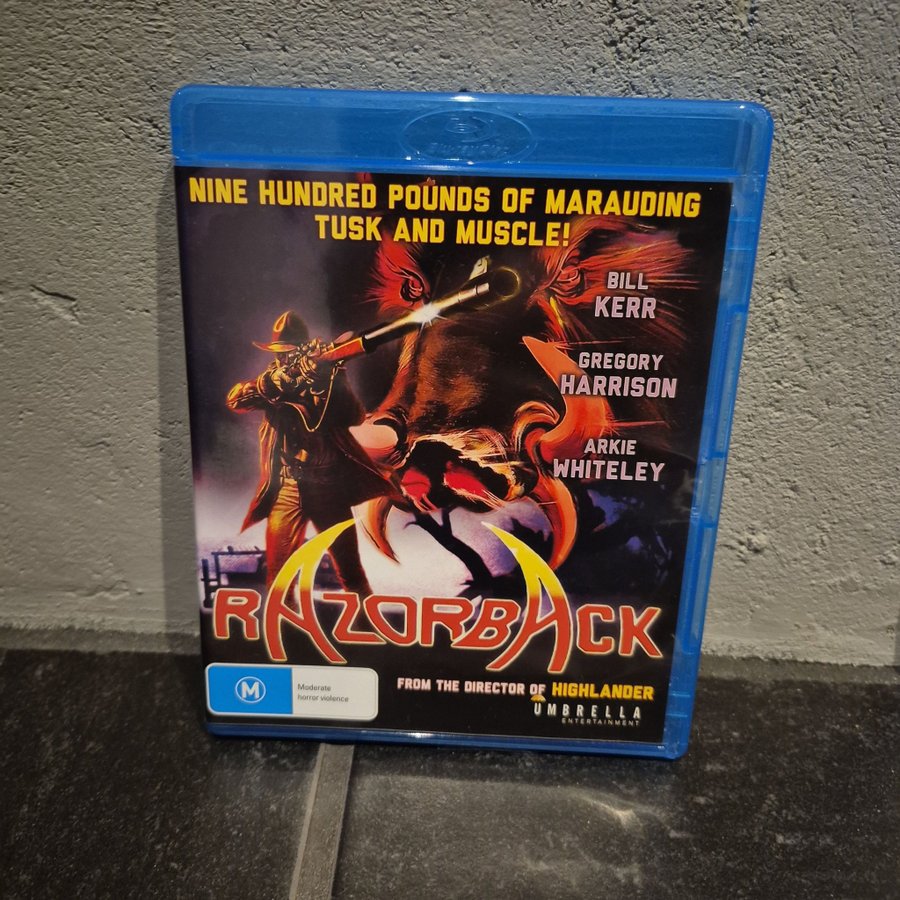 NINE HUNDRED POUNDS OF MARAUDING
TUSK AND MUSCLE!
BILL
KERR
GREGORY
HARRISON
ARKIE
WHITELEY
RAZORBACK
M
Moderate
horror violence
FROM THE DIRECTOR OF HIGHLANDER
UMBRELLA
ENTERTAINMENT